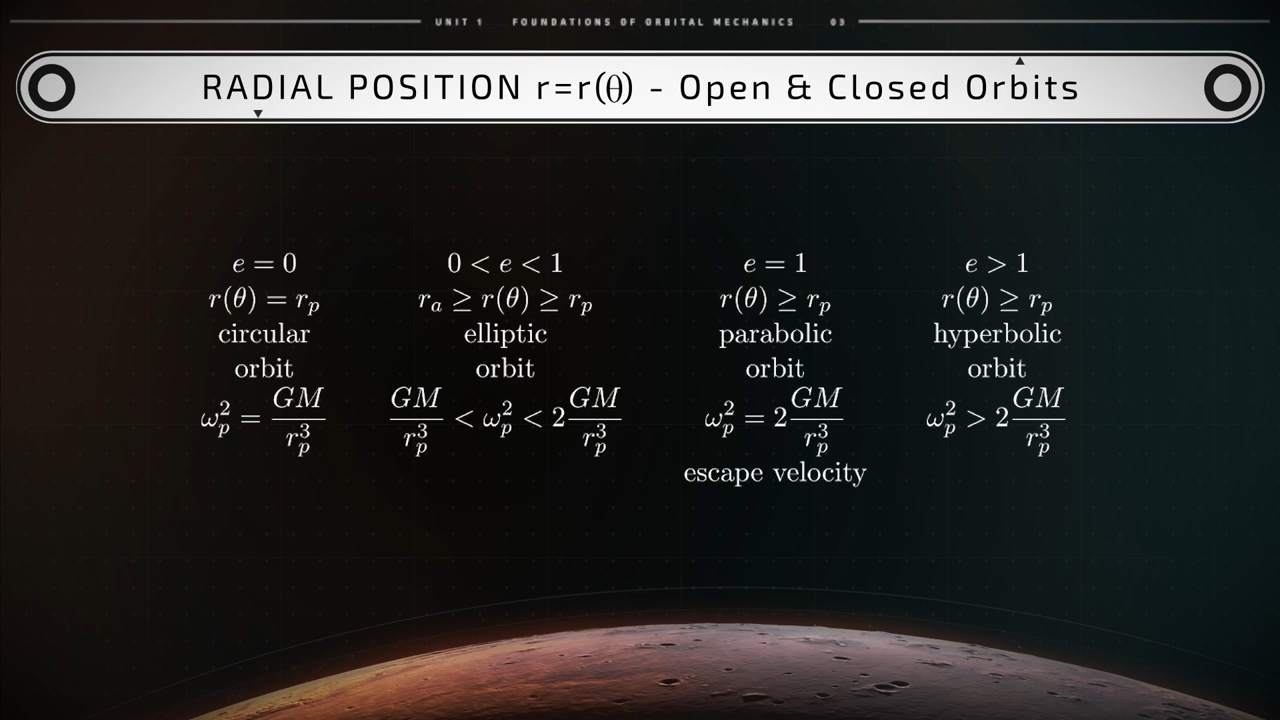 UNIT 1 FOUNDATIONS OF ORBITAL MECHANICS 03
RADIAL POSITION r=r(θ) - Open & Closed Orbits
e = 0
r(θ) = r_p
circular
orbit
ω_p^2 = GM/r_p^3
0 < e < 1
r_a ≥ r(θ) ≥ r_p
elliptic
orbit
GM/r_p^3 < ω_p^2 < 2 GM/r_p^3
e = 1
r(θ) ≥ r_p
parabolic
orbit
ω_p^2 = 2 GM/r_p^3
escape velocity
e > 1
r(θ) ≥ r_p
hyperbolic
orbit
ω_p^2 > 2 GM/r_p^3